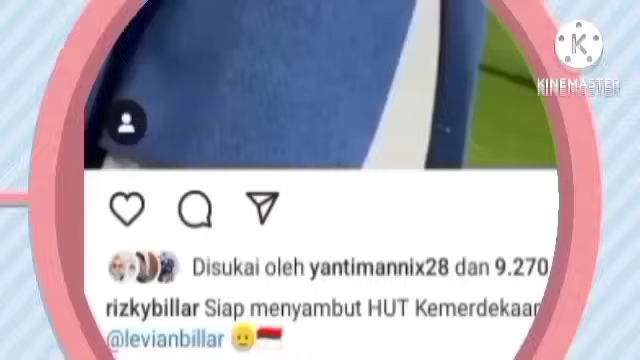 K
KINEMASTER
Disukai oleh yantimannix28 dan 9.270
rizkybillar Siap menyambut HUT Kemerdekaan
@levianbillar 🫡🇮🇩